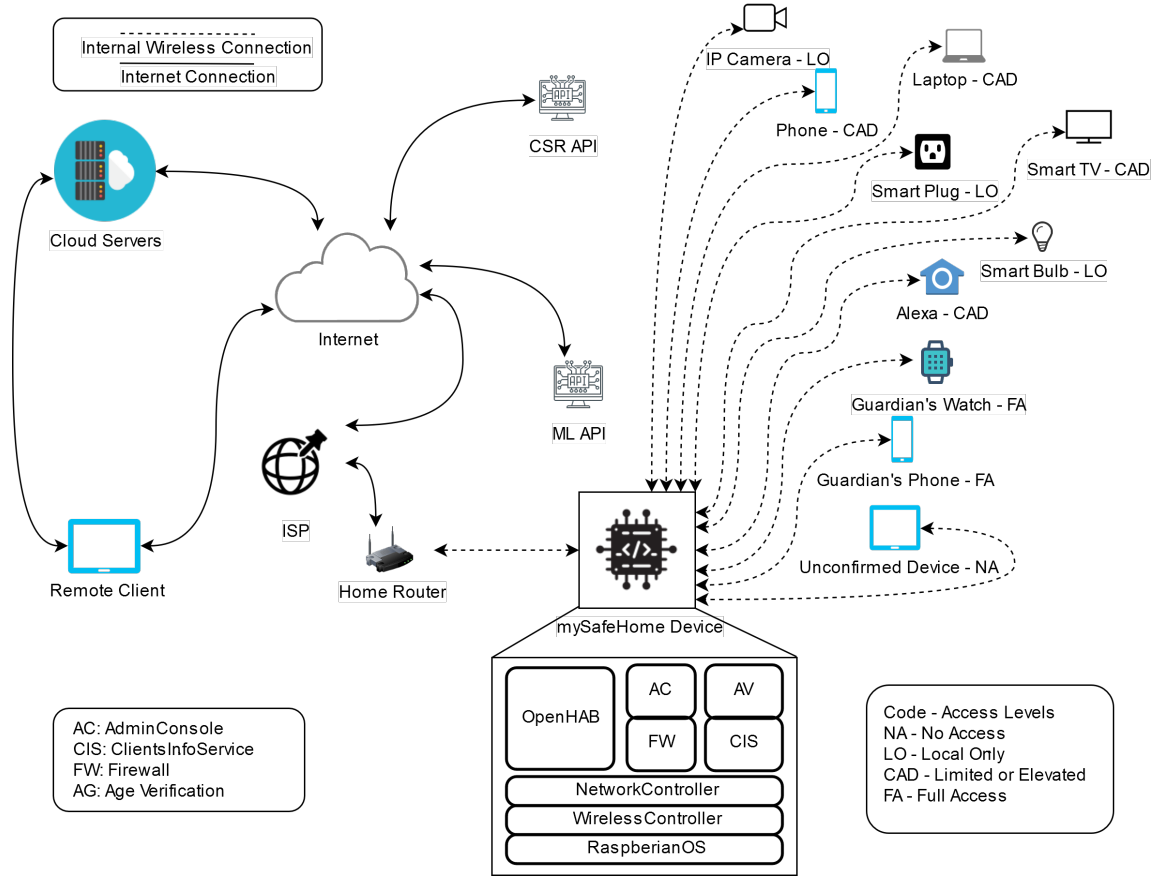 Internal Wireless Connection
Internet Connection
IP Camera - LO
Laptop - CAD
Phone - CAD
CSR API
API
Smart TV - CAD
Smart Plug - LO
Cloud Servers
Smart Bulb - LO
Alexa - CAD
Internet
API
Guardian's Watch - FA
ML API
Guardian's Phone - FA
ISP
</>
Unconfirmed Device - NA
Remote Client
Home Router
mySafeHome Device
OpenHAB
AC
AV
FW
CIS
NetworkController
WirelessController
RaspberianOS
AC: AdminConsole
CIS: ClientsInfoService
FW: Firewall
AG: Age Verification
Code - Access Levels
NA - No Access
LO - Local Only
CAD - Limited or Elevated
FA - Full Access